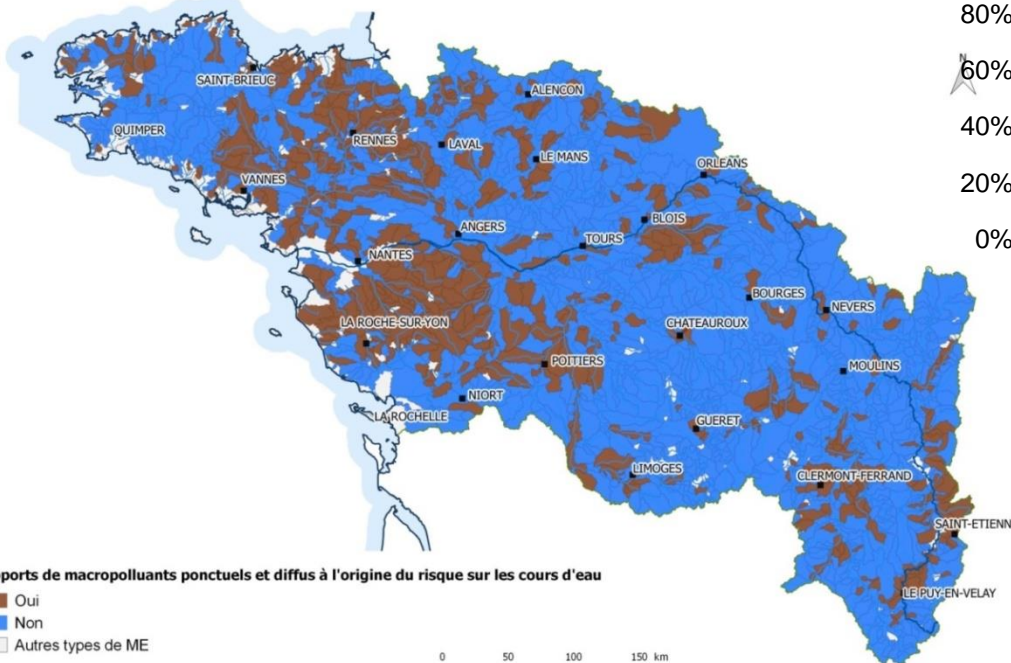 80%
N
60%
40%
20%
0%
SAINT-BRIEUC
ALENCON
QUIMPER
RENNES
LAVAL
LE MANS
ORLEANS
VANNES
BLOIS
ANGERS
TOURS
NANTES
BOURGES
NEVERS
LA ROCHE-SUR-YON
CHATEAUROUX
POITIERS
MOULINS
NIORT
LA ROCHELLE
GUERET
LIMOGES
CLERMONT-FERRAND
SAINT-ETIENN
LE PUY-EN-VELAY
ports de macropolluants ponctuels et diffus à l'origine du risque sur les cours d'eau
Oui
Non
Autres types de ME
0 50 100 150 km